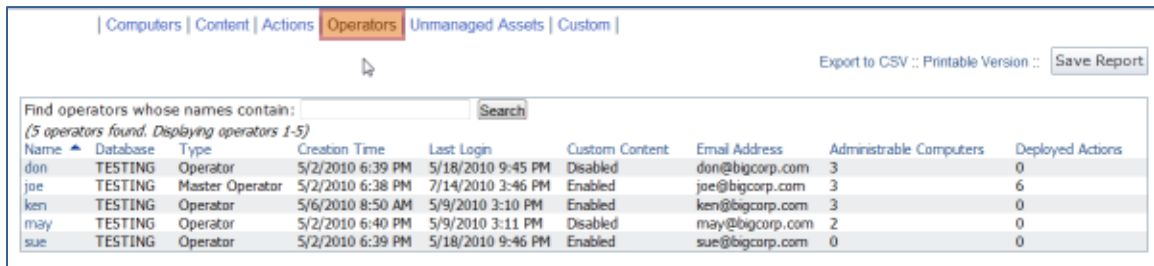 | Computers | Content | Actions | Operators | Unmanaged Assets | Custom |
Export to CSV :: Printable Version :: Save Report
Find operators whose names contain: Search
(5 operators found. Displaying operators 1-5)
Name Database Type Creation Time Last Login Custom Content Email Address Administrable Computers Deployed Actions
don TESTING Operator 5/2/2010 6:39 PM 5/18/2010 9:45 PM Disabled don@bigcorp.com 3 0
joe TESTING Master Operator 5/2/2010 6:38 PM 7/14/2010 3:46 PM Enabled joe@bigcorp.com 3 6
ken TESTING Operator 5/6/2010 8:50 AM 5/9/2010 3:10 PM Enabled ken@bigcorp.com 3 0
may TESTING Operator 5/2/2010 6:40 PM 5/9/2010 3:11 PM Disabled may@bigcorp.com 2 0
sue TESTING Operator 5/2/2010 6:39 PM 5/18/2010 9:46 PM Enabled sue@bigcorp.com 0 0